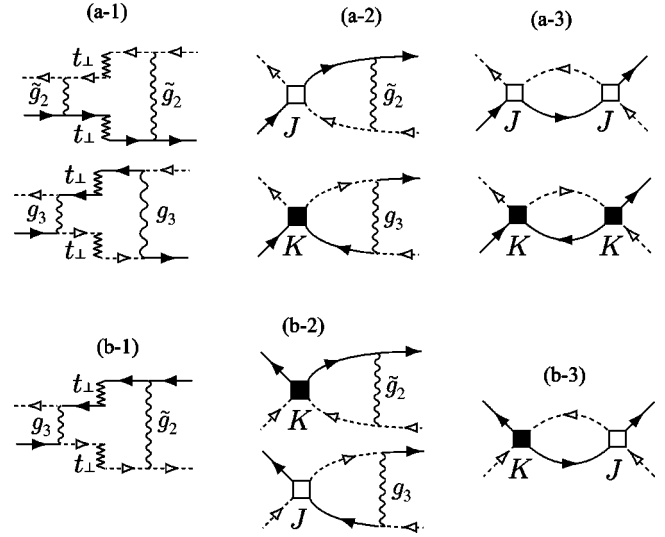 (a-1) (a-2) (a-3)
t⊥
g̃₂ g̃₂ g̃₂
t⊥ J J J
t⊥
g₃ g₃ g₃
t⊥ K K K
(b-1) (b-2) (b-3)
t⊥ g̃₂
g₃ g̃₂ K
t⊥ g₃ K J
J